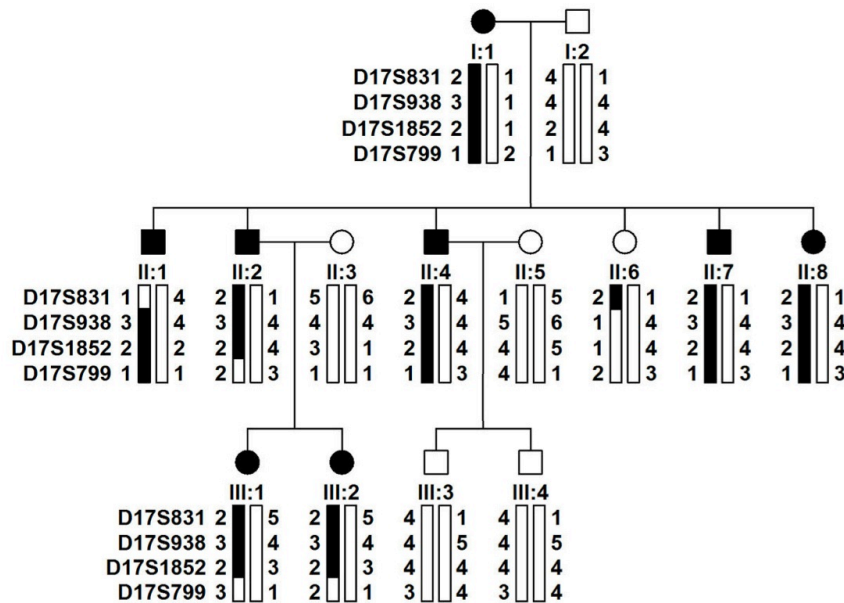 I:1 I:2
D17S831 2 1 4 1
D17S938 3 1 4 4
D17S1852 2 1 2 4
D17S799 1 2 1 3
II:1 II:2 II:3 II:4 II:5 II:6 II:7 II:8
D17S831 1 4 2 1 5 6 2 4 1 5 2 1 2 1 2 1
D17S938 3 4 3 4 4 4 3 4 5 6 1 4 3 4 3 4
D17S1852 2 2 2 4 3 1 2 4 4 5 1 4 2 4 2 4
D17S799 1 1 2 3 1 1 1 3 4 1 2 3 1 3 1 3
III:1 III:2 III:3 III:4
D17S831 2 5 2 5 4 1 4 1
D17S938 3 4 3 4 4 5 4 5
D17S1852 2 3 2 3 4 4 4 4
D17S799 3 1 2 1 3 4 3 4